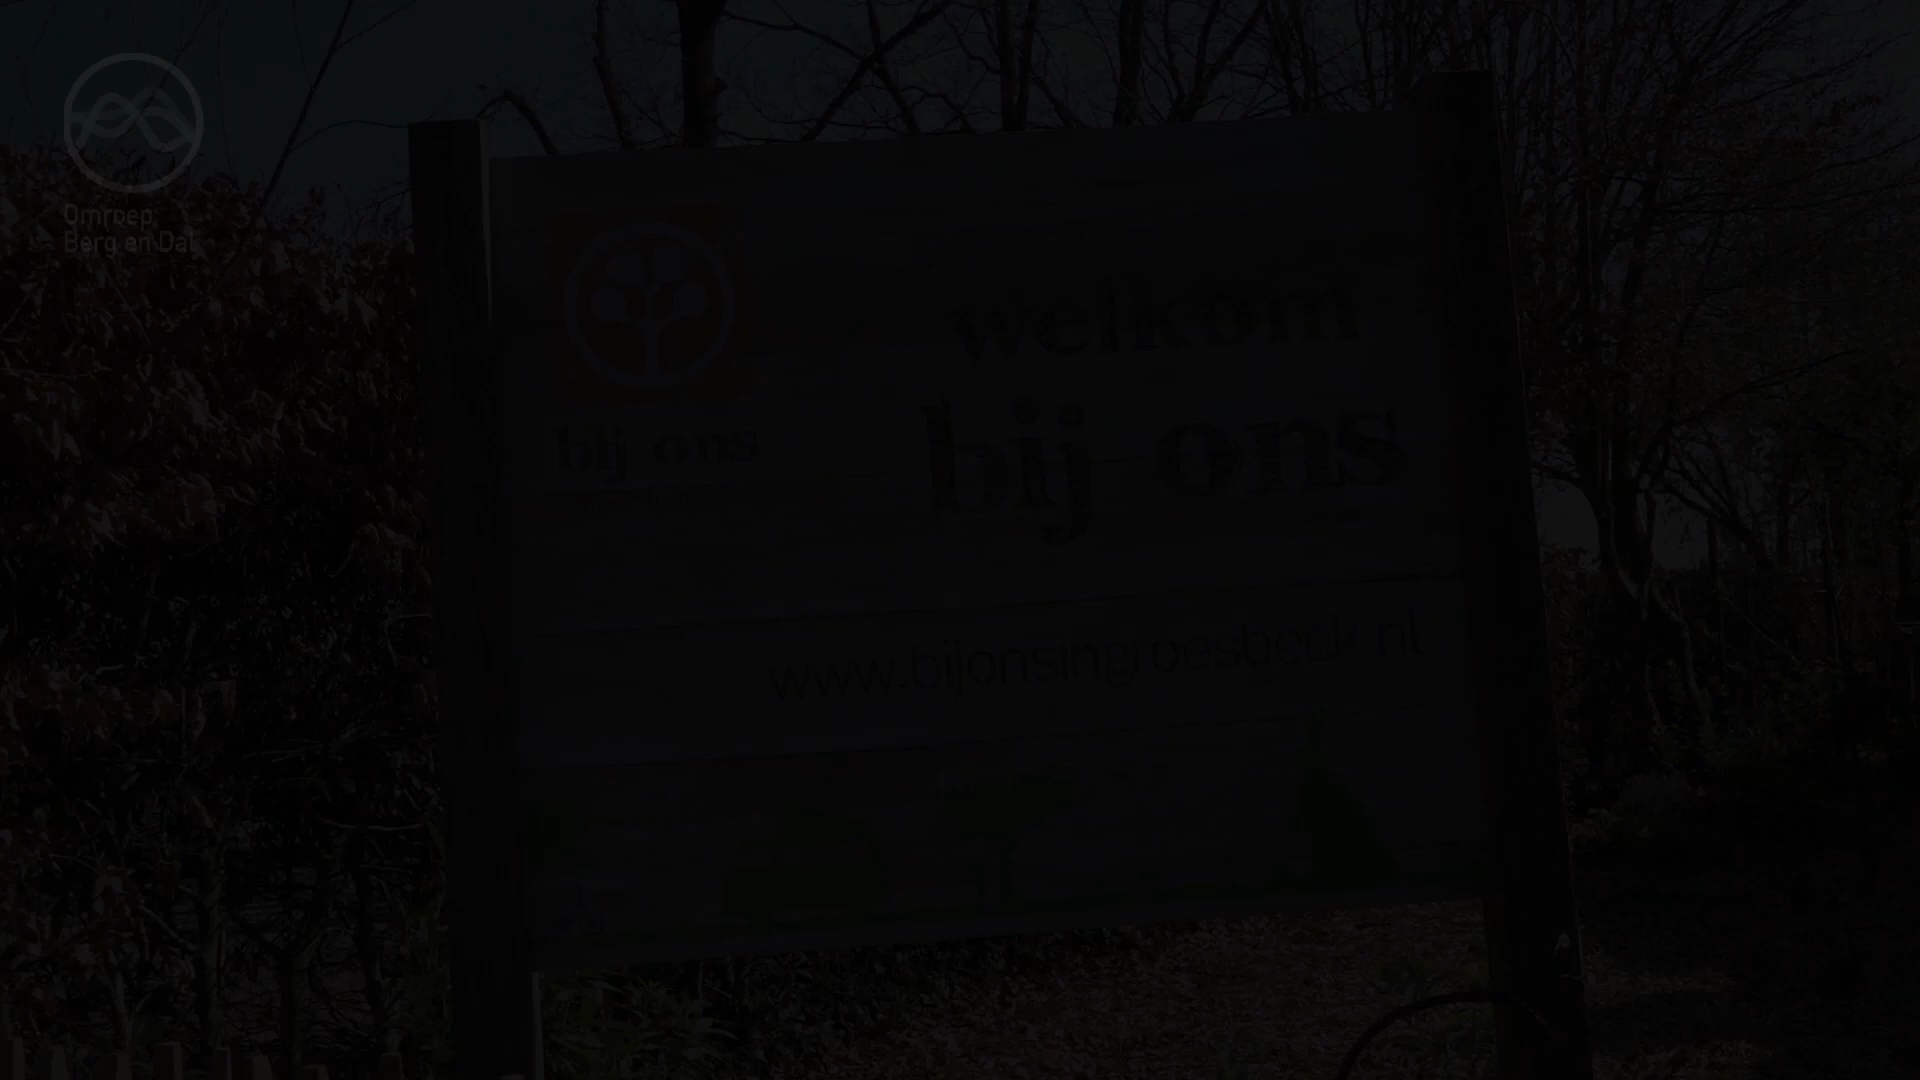 Omroep
Berg en Dal
welkom
bij ons
bij ons
www.bijonsingroesbeek.nl